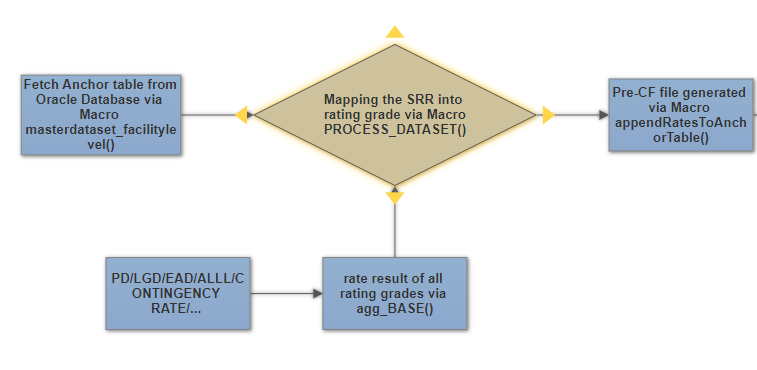 Fetch Anchor table from
Oracle Database via
Macro
masterdataset_facilityle
vel()
Mapping the SRR into
rating grade via Macro
PROCESS_DATASET()
Pre-CF file generated
via Macro
appendRatesToAnch
orTable()
PD/LGD/EAD/ALLL/C
ONTINGENCY
RATE/...
rate result of all
rating grades via
agg_BASE()